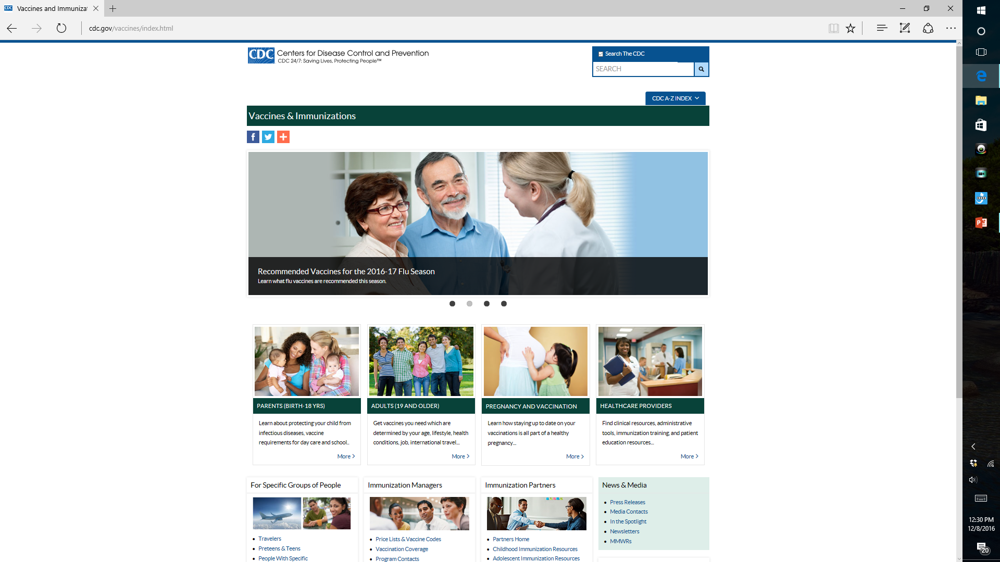 CDC Vaccines and Immuniza
cdc.gov/vaccines/index.html
CDC Centers for Disease Control and Prevention
CDC 24/7: Saving Lives, Protecting People™
Search The CDC
SEARCH
CDC A-Z INDEX
Vaccines & Immunizations
Recommended Vaccines for the 2016-17 Flu Season
Learn what flu vaccines are recommended this season.
PARENTS (BIRTH-18 YRS)
Learn about protecting your child from
infectious diseases, vaccine
requirements for day care and school..
More
ADULTS (19 AND OLDER)
Get vaccines you need which are
determined by your age, lifestyle, health
conditions, job, international travel...
More
PREGNANCY AND VACCINATION
Learn how staying up to date on your
vaccinations is all part of a healthy
pregnancy...
More
HEALTHCARE PROVIDERS
Find clinical resources, administrative
tools, immunization training, and patient
education resources...
More
For Specific Groups of People
Travelers
Preteens & Teens
People With Specific
Immunization Managers
Price Lists & Vaccine Codes
Vaccination Coverage
Program Contacts
Immunization Partners
Partners Home
Childhood Immunization Resources
Adolescent Immunization Resources
News & Media
Press Releases
Media Contacts
In the Spotlight
Newsletters
MMWRs
12:30 PM
12/8/2016
20